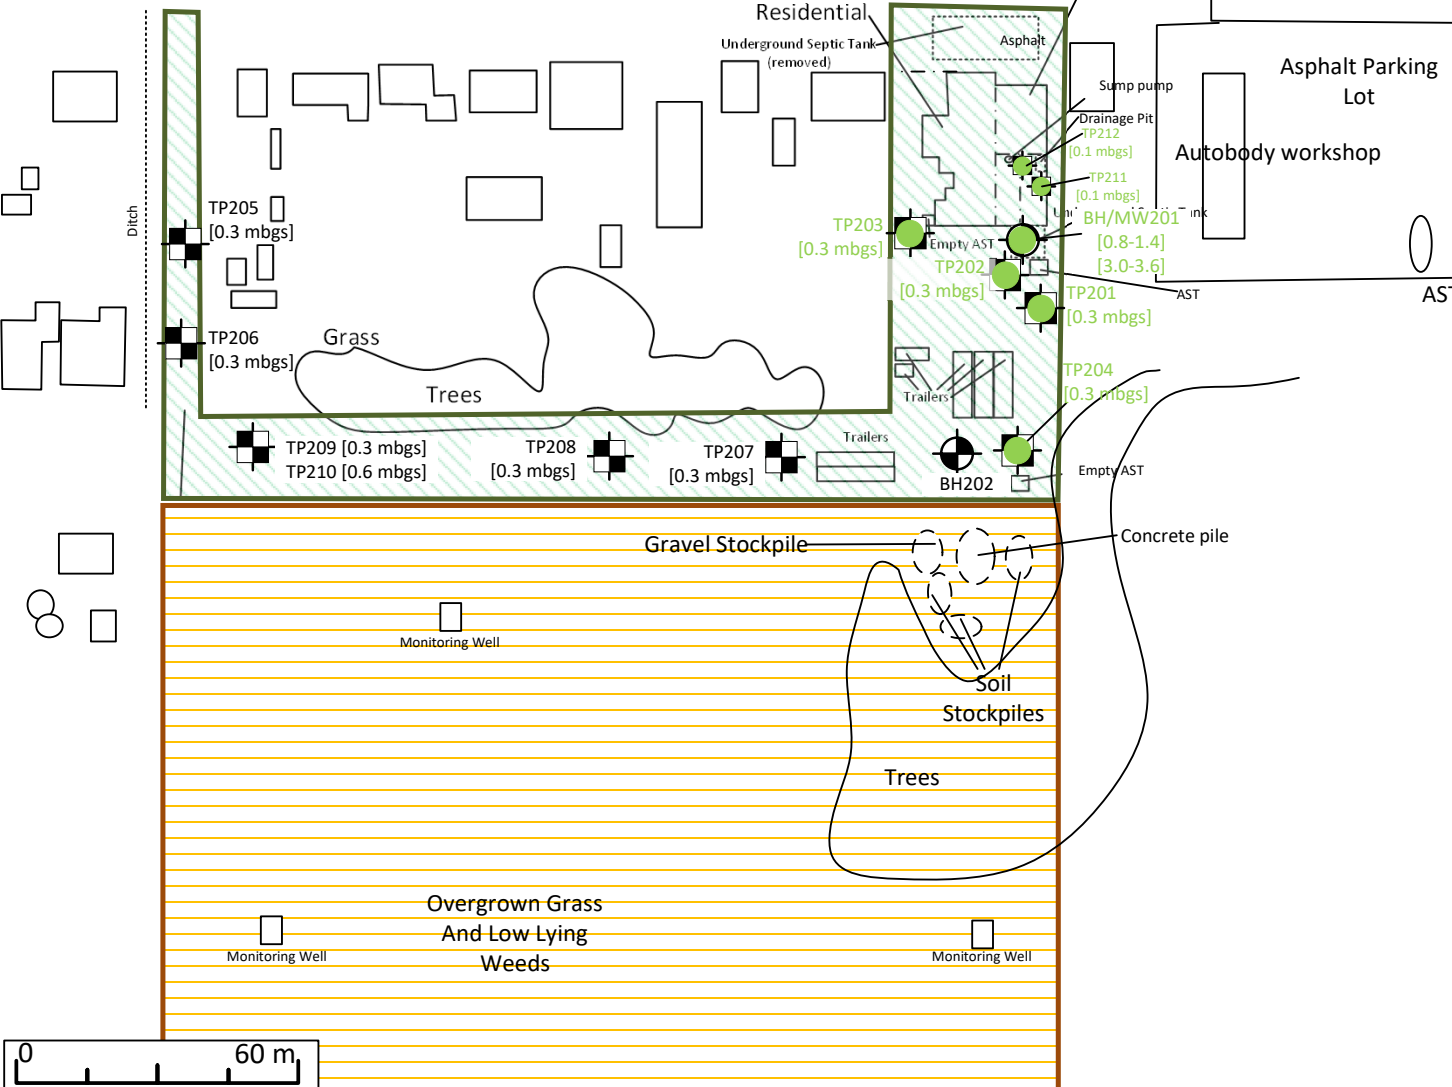 Residential
Underground Septic Tank
(removed)
Asphalt
Asphalt Parking
Lot
Sump pump
Drainage Pit
TP212
[0.1 mbgs]
Autobody workshop
TP211
[0.1 mbgs]
TP205
[0.3 mbgs]
Ditch
TP203
[0.3 mbgs]
Empty AST
BH/MW201
[0.8-1.4]
[3.0-3.6]
TP202
[0.3 mbgs]
AST
AST
TP201
[0.3 mbgs]
TP206
[0.3 mbgs]
Grass
Trees
Trailers
TP204
[0.3 mbgs]
TP209 [0.3 mbgs]
TP210 [0.6 mbgs]
TP208
[0.3 mbgs]
TP207
[0.3 mbgs]
Trailers
BH202
Empty AST
Gravel Stockpile
Concrete pile
Monitoring Well
Soil
Stockpiles
Trees
Overgrown Grass
And Low Lying
Weeds
Monitoring Well
Monitoring Well
0 60 m